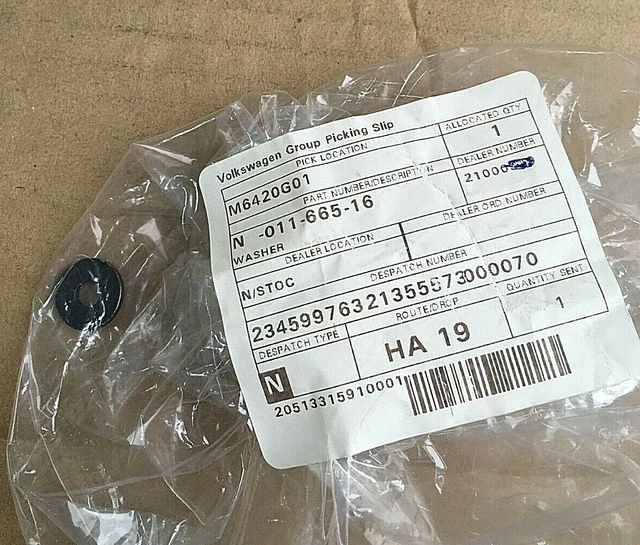 Volkswagen Group Picking Slip
PICK LOCATION
ALLOCATED QTY
M6420G01
1
PART NUMBER/DESCRIPTION
DEALER NUMBER
N -011-665-16
21000
WASHER
DEALER LOCATION
DEALER ORD NUMBER
N/STOC
DESPATCH NUMBER
23459976321355573000070
DESPATCH TYPE
ROUTE/DROP
QUANTITY SENT
N
HA 19
1
20513315910001